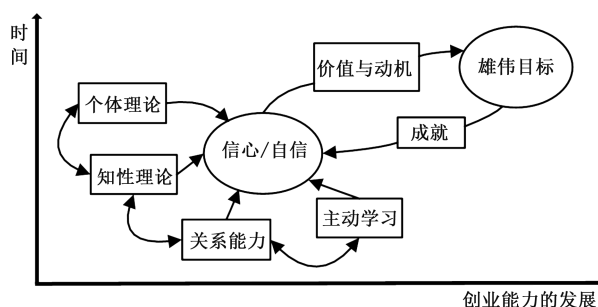 时
间
价值与动机
雄伟目标
个体理论
成就
信心/自信
知性理论
主动学习
关系能力
创业能力的发展